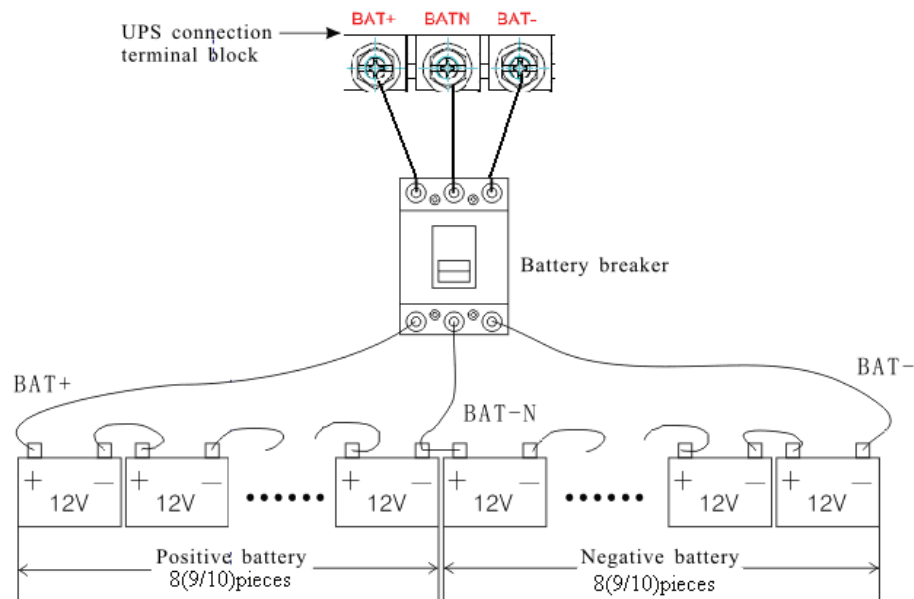 BAT+ BATN BAT-
UPS connection
terminal block
Battery breaker
BAT+
BAT-
BAT-N
+ 12V —
+ 12V —
+ 12V —
+ 12V —
+ 12V —
+ 12V —
Positive battery
8(9/10)pieces
Negative battery
8(9/10)pieces